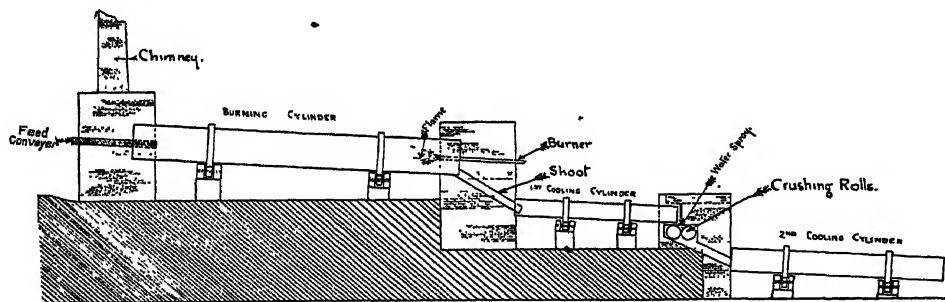 Chimney.
BURNING CYLINDER
Feed
Conveyer
Flame
Burner
Shoot
1ST COOLING CYLINDER
Water Spray
Crushing Rolls.
2ND COOLING CYLINDER